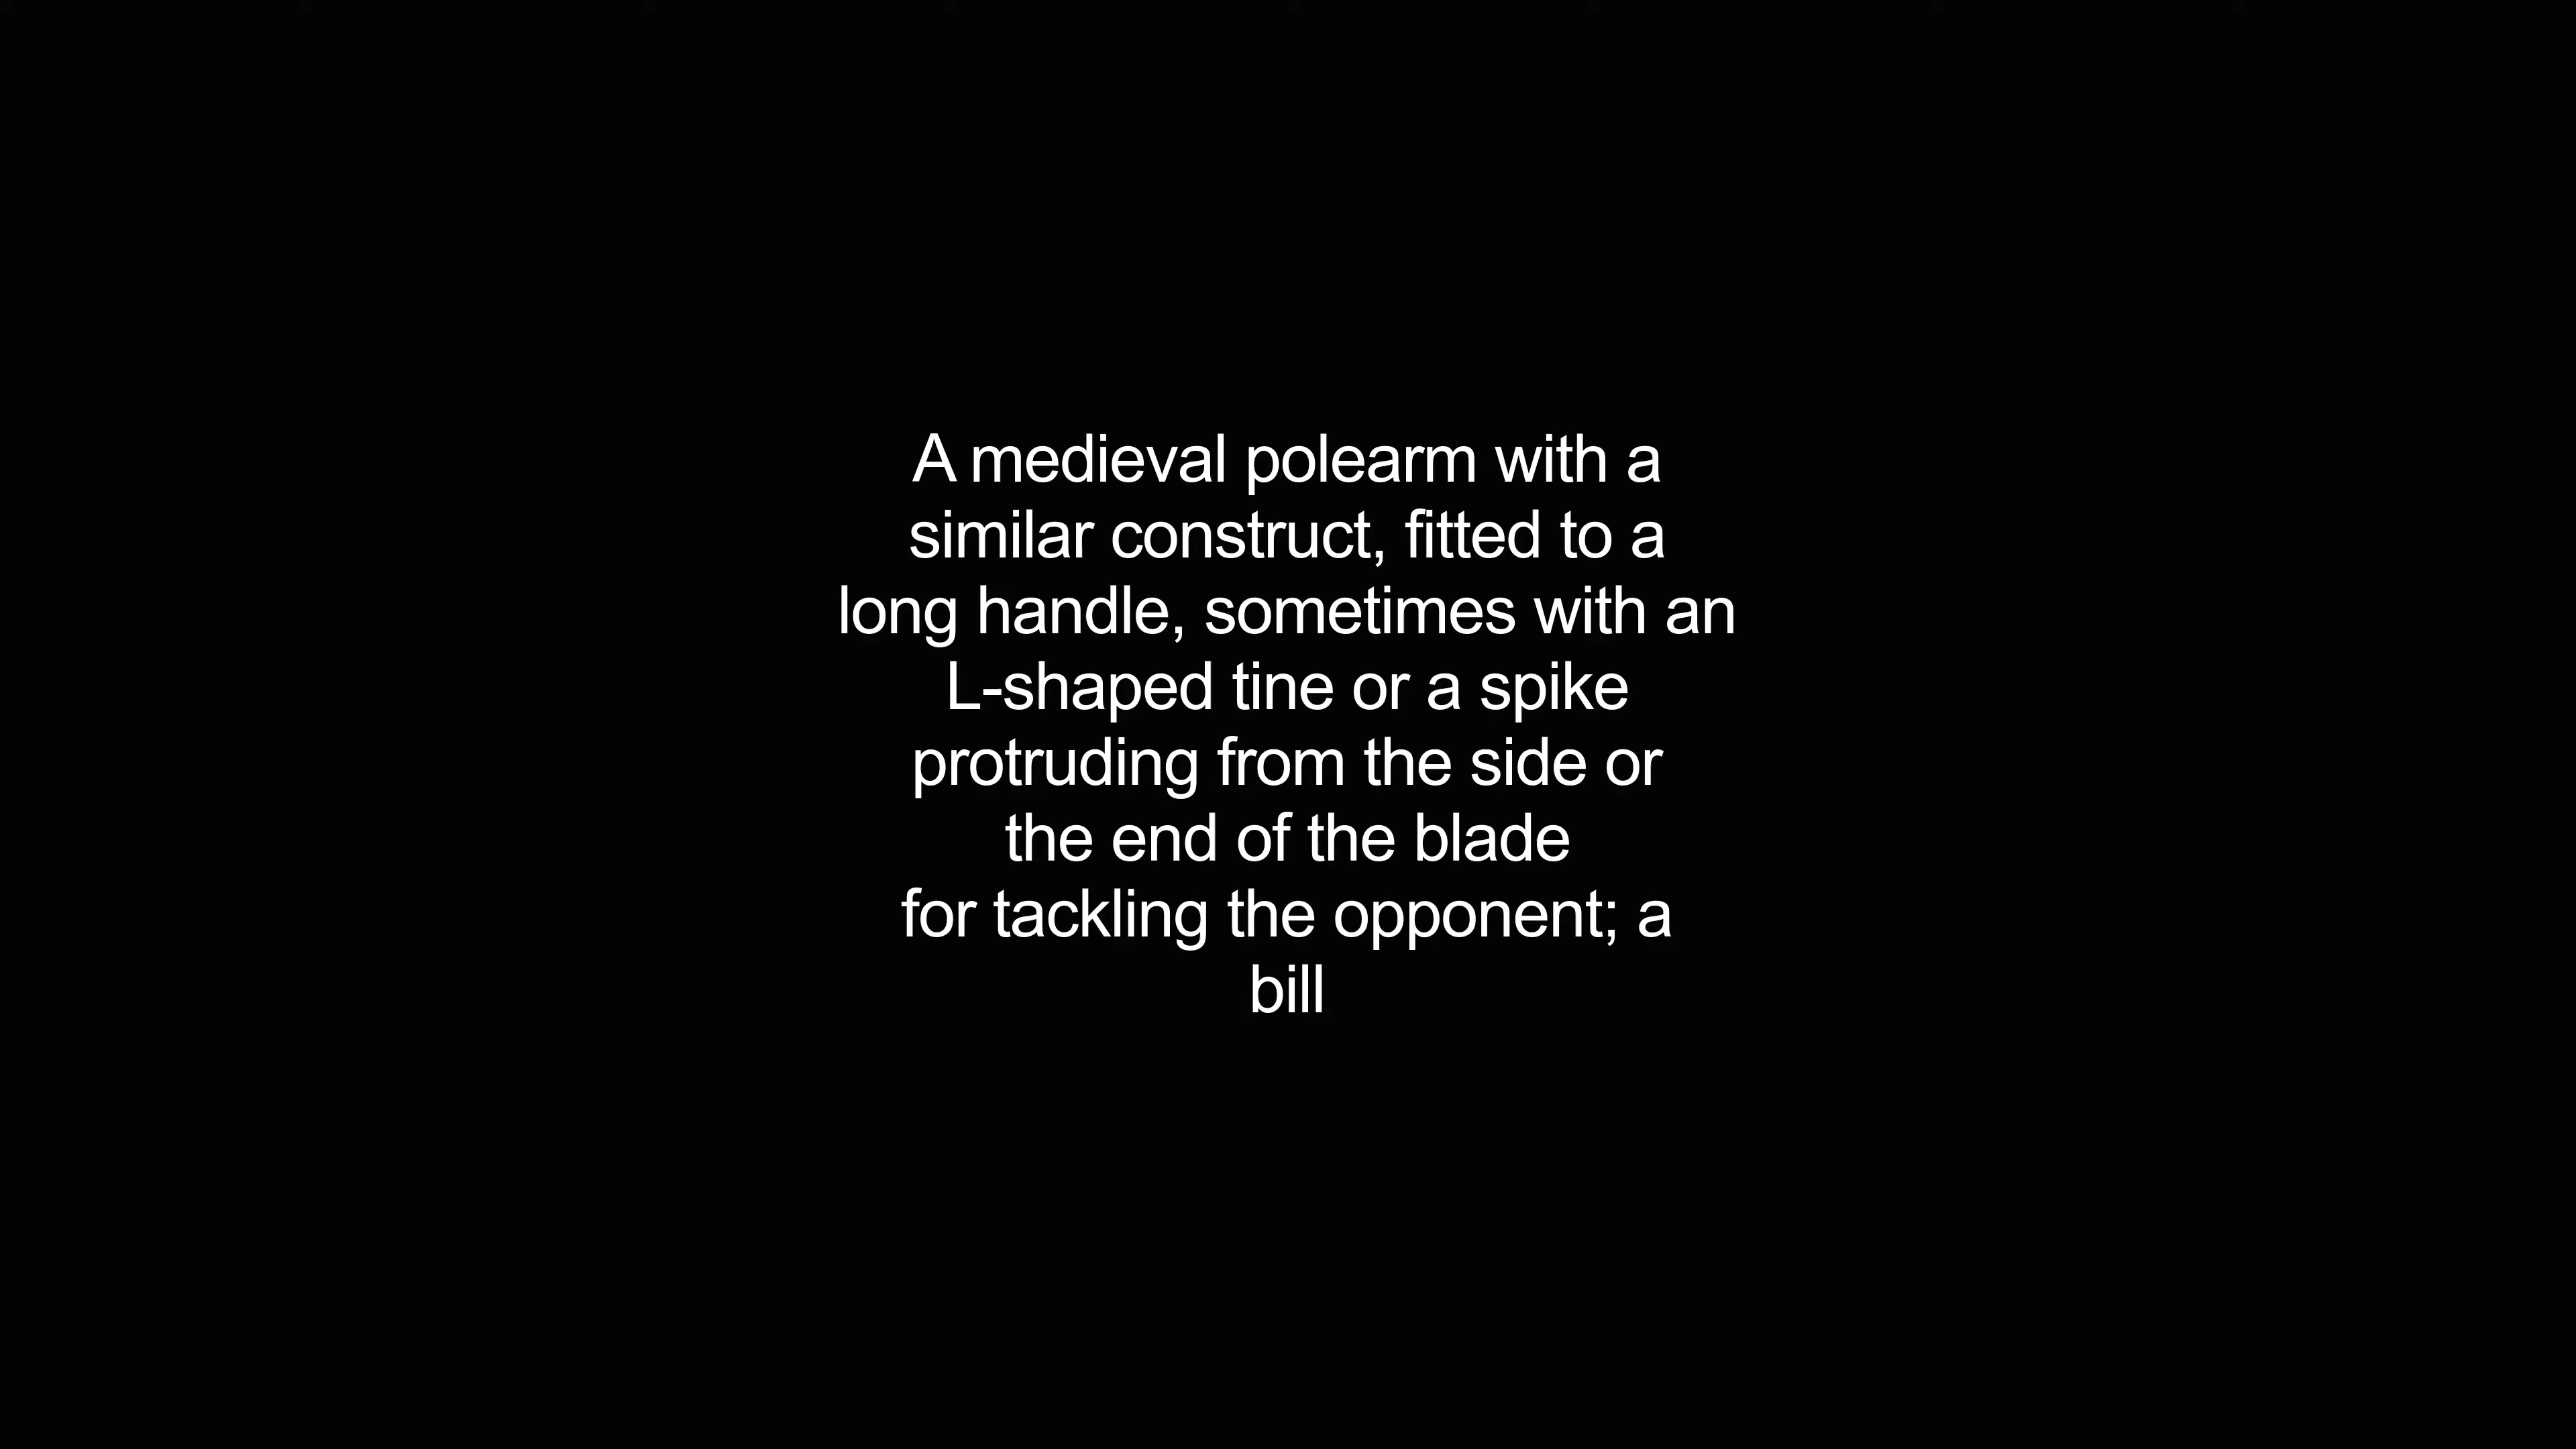 A medieval polearm with a
similar construct, fitted to a
long handle, sometimes with an
L-shaped tine or a spike
protruding from the side or
the end of the blade
for tackling the opponent; a
bill